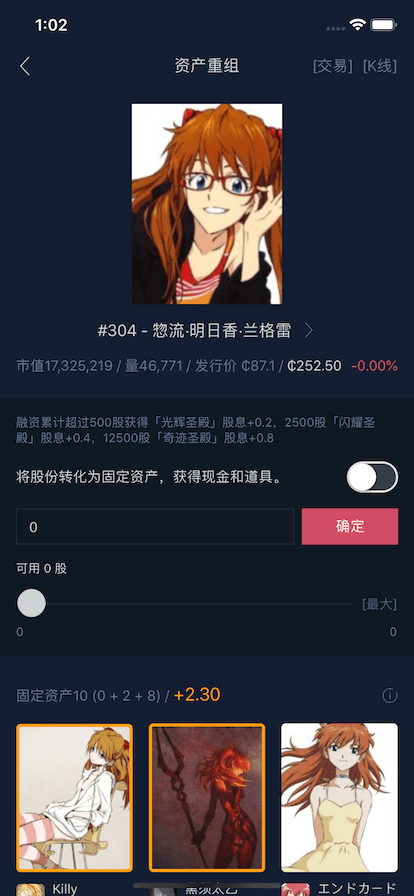 1:02
资产重组
[交易] [K线]
#304 - 惣流·明日香·兰格雷
市值17,325,219 / 量46,771 / 发行价 ₵87.1 / ₵252.50 -0.00%
融资累计超过500股获得「光辉圣殿」股息+0.2，2500股「闪耀圣
殿」股息+0.4，12500股「奇迹圣殿」股息+0.8
将股份转化为固定资产，获得现金和道具。
0
确定
可用 0 股
[最大]
0
0
固定资产10 (0 + 2 + 8) / +2.30
Killy
黑须太乙
エンドカード